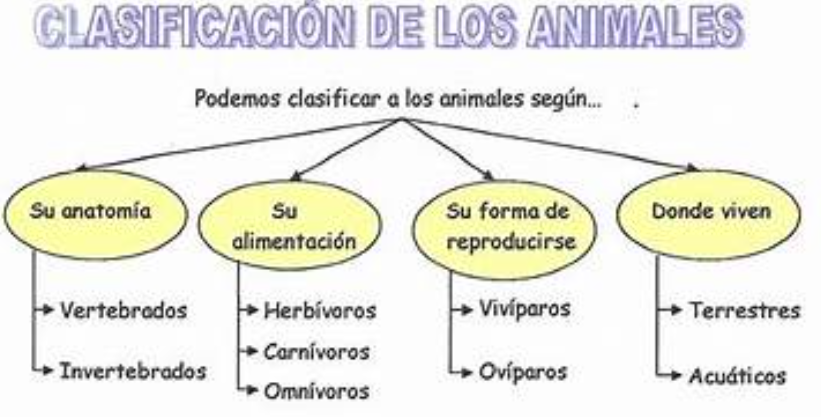 CLASIFICACIÓN DE LOS ANIMALES
Podemos clasificar a los animales según... .
Su anatomía
Vertebrados
Invertebrados
Su
alimentación
Herbívoros
Carnívoros
Omnívoros
Su forma de
reproducirse
Vivíparos
Ovíparos
Donde viven
Terrestres
Acuáticos